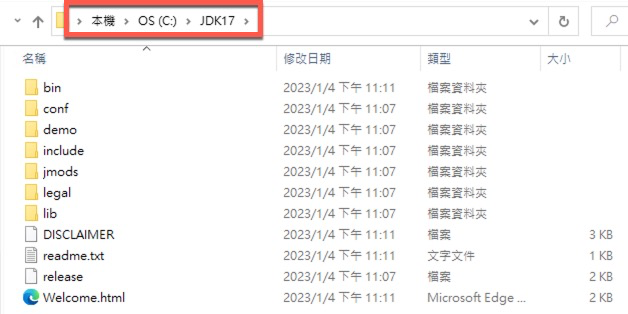 本機 > OS (C:) > JDK17 >
名稱 修改日期 類型 大小
bin 2023/1/4 下午 11:11 檔案資料夾
conf 2023/1/4 下午 11:07 檔案資料夾
demo 2023/1/4 下午 11:07 檔案資料夾
include 2023/1/4 下午 11:07 檔案資料夾
jmods 2023/1/4 下午 11:07 檔案資料夾
legal 2023/1/4 下午 11:07 檔案資料夾
lib 2023/1/4 下午 11:07 檔案資料夾
DISCLAIMER 2023/1/4 下午 11:11 檔案 3 KB
readme.txt 2023/1/4 下午 11:11 文字文件 1 KB
release 2023/1/4 下午 11:07 檔案 2 KB
Welcome.html 2023/1/4 下午 11:11 Microsoft Edge ... 2 KB